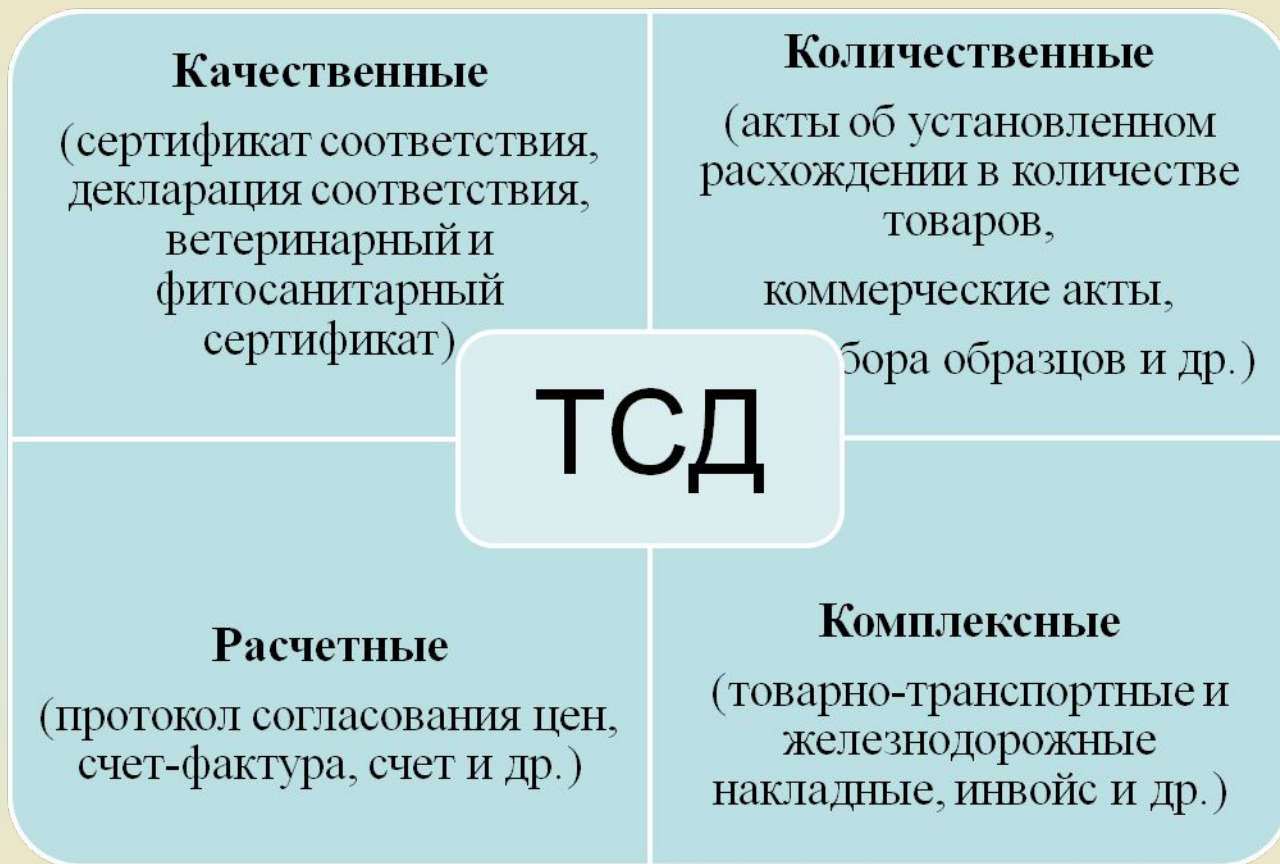 Качественные
(сертификат соответствия,
декларация соответствия,
ветеринарный и
фитосанитарный
сертификат)
Количественные
(акты об установленном
расхождении в количестве
товаров,
коммерческие акты,
образцов и др.)
ТСД
Расчетные
(протокол согласования цен,
счет-фактура, счет и др.)
Комплексные
(товарно-транспортные и
железнодорожные
накладные, инвойс и др.)